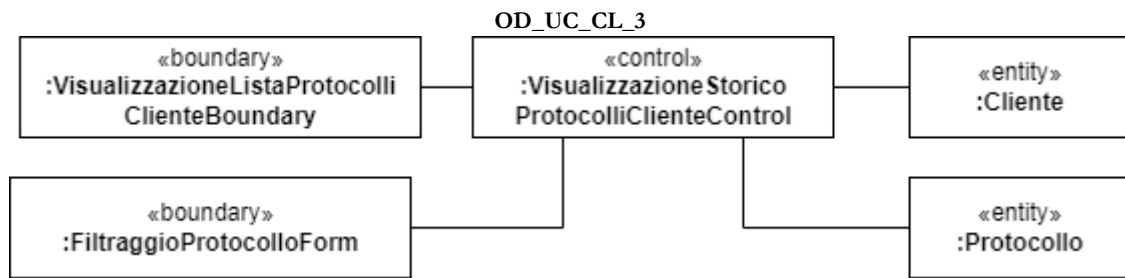 OD_UC_CL_3
«boundary»
:VisualizzazioneListaProtocolli
ClienteBoundary
«control»
:VisualizzazioneStorico
ProtocolliClienteControl
«entity»
:Cliente
«boundary»
:FiltraggioProtocolloForm
«entity»
:Protocollo